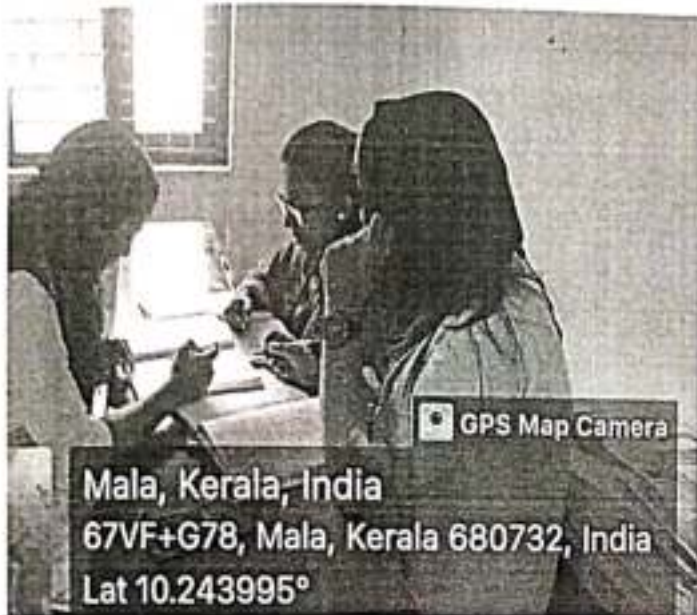 GPS Map Camera
Mala, Kerala, India
67VF+G78, Mala, Kerala 680732, India
Lat 10.243995°